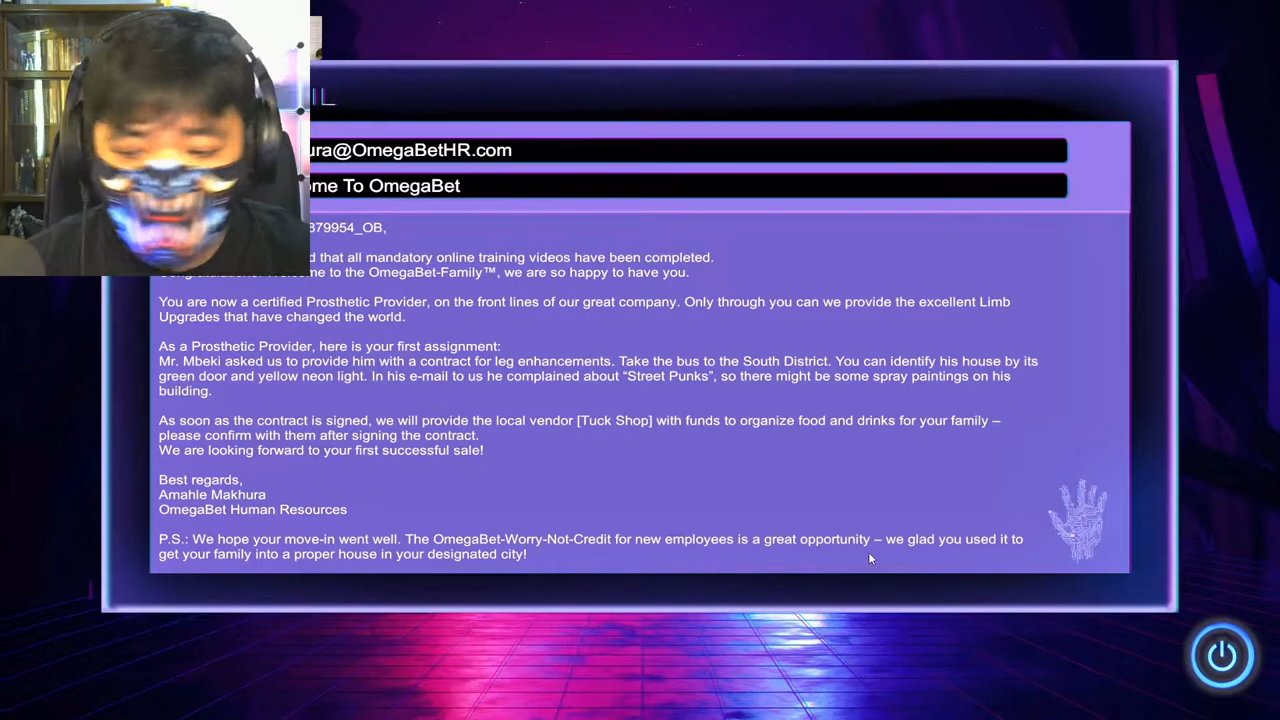 IL
ura@OmegaBetHR.com
ome To OmegaBet
879954_OB,
d that all mandatory online training videos have been completed.
me to the OmegaBet-Family™, we are so happy to have you.
You are now a certified Prosthetic Provider, on the front lines of our great company. Only through you can we provide the excellent Limb
Upgrades that have changed the world.
As a Prosthetic Provider, here is your first assignment:
Mr. Mbeki asked us to provide him with a contract for leg enhancements. Take the bus to the South District. You can identify his house by its
green door and yellow neon light. In his e-mail to us he complained about “Street Punks”, so there might be some spray paintings on his
building.
As soon as the contract is signed, we will provide the local vendor [Tuck Shop] with funds to organize food and drinks for your family –
please confirm with them after signing the contract.
We are looking forward to your first successful sale!
Best regards,
Amahle Makhura
OmegaBet Human Resources
P.S.: We hope your move-in went well. The OmegaBet-Worry-Not-Credit for new employees is a great opportunity – we glad you used it to
get your family into a proper house in your designated city!